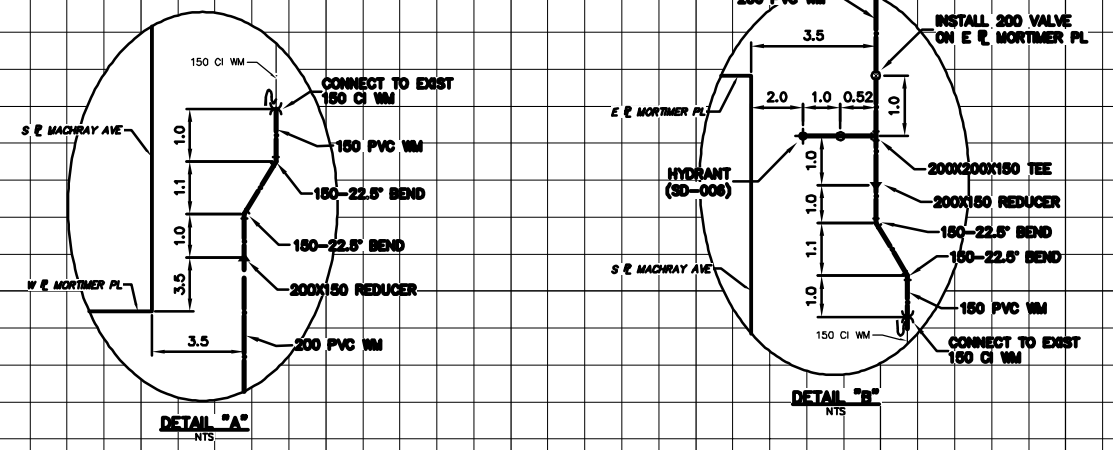 150 CI WM
CONNECT TO EXIST
150 CI WM
S ⅊ MACHRAY AVE
1.0
150 PVC WM
1.1
150-22.5° BEND
1.0
150-22.5° BEND
3.5
200X150 REDUCER
W ⅊ MORTIMER PL
3.5
200 PVC WM
DETAIL "A"
NTS
200 PVC WM
INSTALL 200 VALVE
ON E ⅊ MORTIMER PL
3.5
E ⅊ MORTIMER PL
2.0 1.0 0.52
1.0
HYDRANT
(SD-006)
1.0
200X200X150 TEE
1.0
200X150 REDUCER
150-22.5° BEND
1.1
150-22.5° BEND
S ⅊ MACHRAY AVE
1.0
150 PVC WM
150 CI WM
CONNECT TO EXIST
150 CI WM
DETAIL "B"
NTS